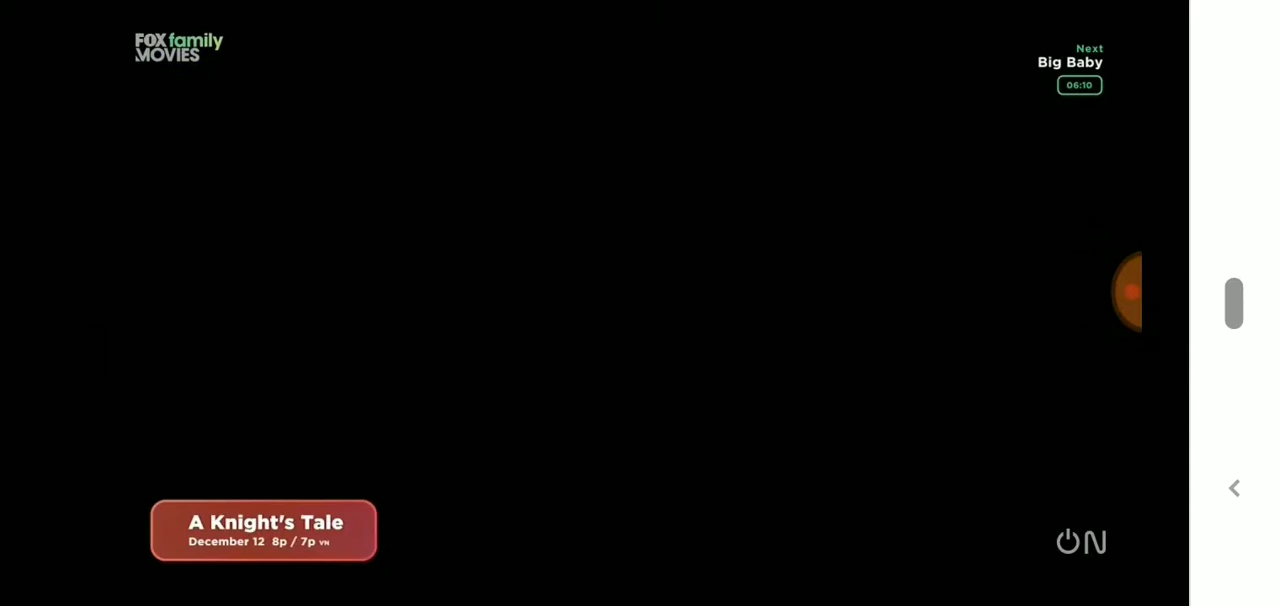 FOX family
MOVIES
Next
Big Baby
06:10
A Knight's Tale
December 12 8p / 7p VN
ON